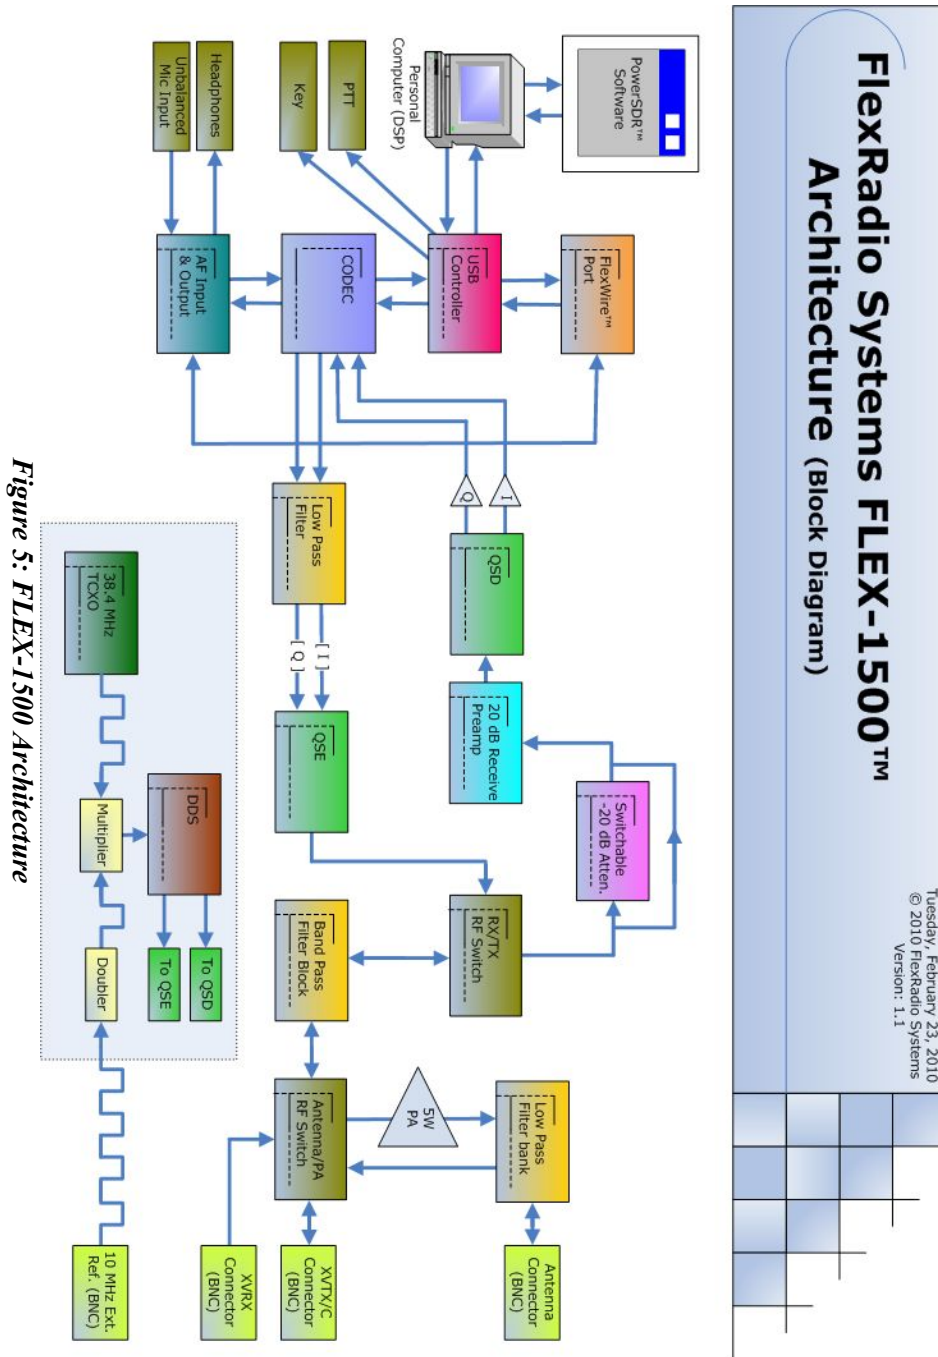 FlexRadio Systems FLEX-1500™
Architecture (Block Diagram)
Tuesday, February 23, 2010
© 2010 FlexRadio Systems
Version: 1.1
PowerSDR™
Software
Personal
Computer (DSP)
PTT
Key
Headphones
Unbalanced
Mic Input
FlexWire™
Port
USB
Controller
CODEC
AF Input
& Output
I
Q
QSD
20 dB Receive
Preamp
Switchable
-20 dB Atten.
Low Pass
Filter
[ I ]
[ Q ]
QSE
RX/TX
RF Switch
Band Pass
Filter Block
Antenna/PA
RF Switch
5W
PA
Low Pass
Filter bank
Antenna
Connector
(BNC)
XVTX/C
Connector
(BNC)
XVRX
Connector
(BNC)
38.4 MHz
TCXO
DDS
To QSD
To QSE
Multiplier
Doubler
10 MHz Ext.
Ref. (BNC)
Figure 5: FLEX-1500 Architecture